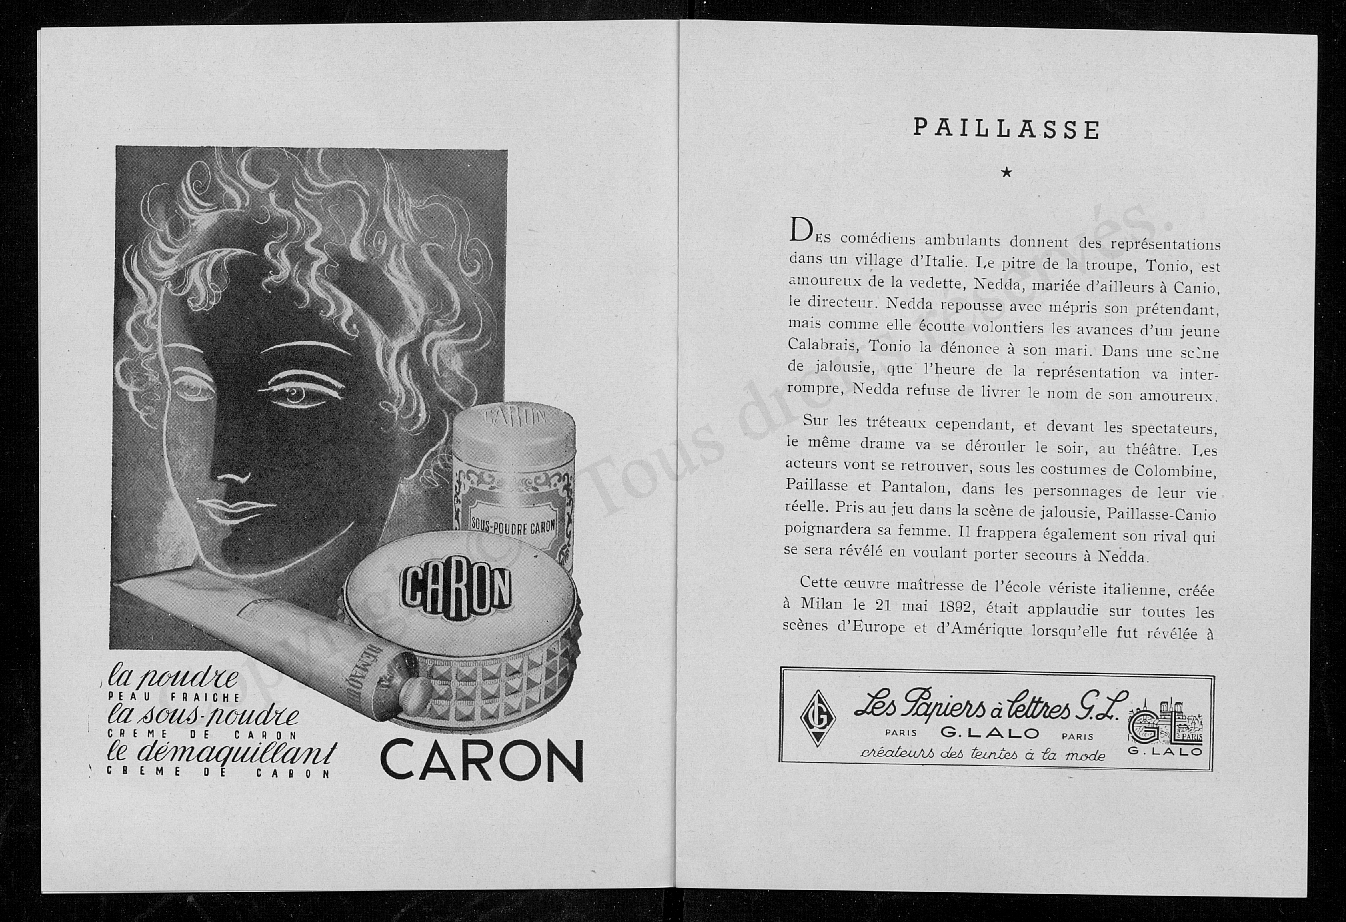 CARON
SOUS-POUDRE CARON
CARON
la poudre
PEAU FRAICHE
la sous-poudre
CREME DE CARON
le démaquillant
CREME DE CARON
CARON
PAILLASSE
★
DES comédiens ambulants donnent des représentations
dans un village d'Italie. Le pitre de la troupe, Tonio, est
amoureux de la vedette, Nedda, mariée d'ailleurs à Canio,
le directeur. Nedda repousse avec mépris son prétendant,
mais comme elle écoute volontiers les avances d'un jeune
Calabrais, Tonio la dénonce à son mari. Dans une scène
de jalousie, que l'heure de la représentation va inter-
rompre, Nedda refuse de livrer le nom de son amoureux.
Sur les tréteaux cependant, et devant les spectateurs,
le même drame va se dérouler le soir, au théâtre. Les
acteurs vont se retrouver, sous les costumes de Colombine,
Paillasse et Pantalon, dans les personnages de leur vie
réelle. Pris au jeu dans la scène de jalousie, Paillasse-Canio
poignardera sa femme. Il frappera également son rival qui
se sera révélé en voulant porter secours à Nedda.
Cette œuvre maîtresse de l'école vériste italienne, créée
à Milan le 21 mai 1892, était applaudie sur toutes les
scènes d'Europe et d'Amérique lorsqu'elle fut révélée à
GL
Les Papiers à lettres G.L.
PARIS G. LALO PARIS
créateurs des teintes à la mode
GL
PARIS
G. LALO
Tous droits réservés.